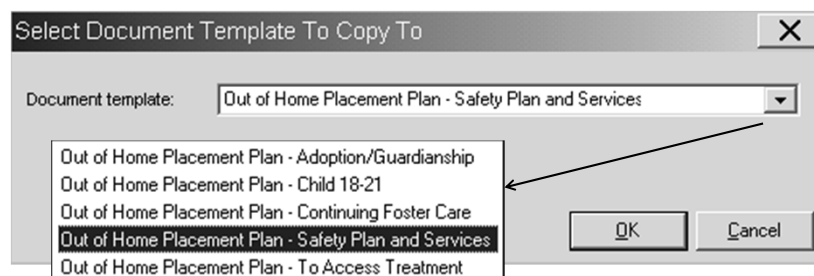 Select Document Template To Copy To
Document template: Out of Home Placement Plan - Safety Plan and Services
Out of Home Placement Plan - Adoption/Guardianship
Out of Home Placement Plan - Child 18-21
Out of Home Placement Plan - Continuing Foster Care
Out of Home Placement Plan - Safety Plan and Services
Out of Home Placement Plan - To Access Treatment
OK Cancel